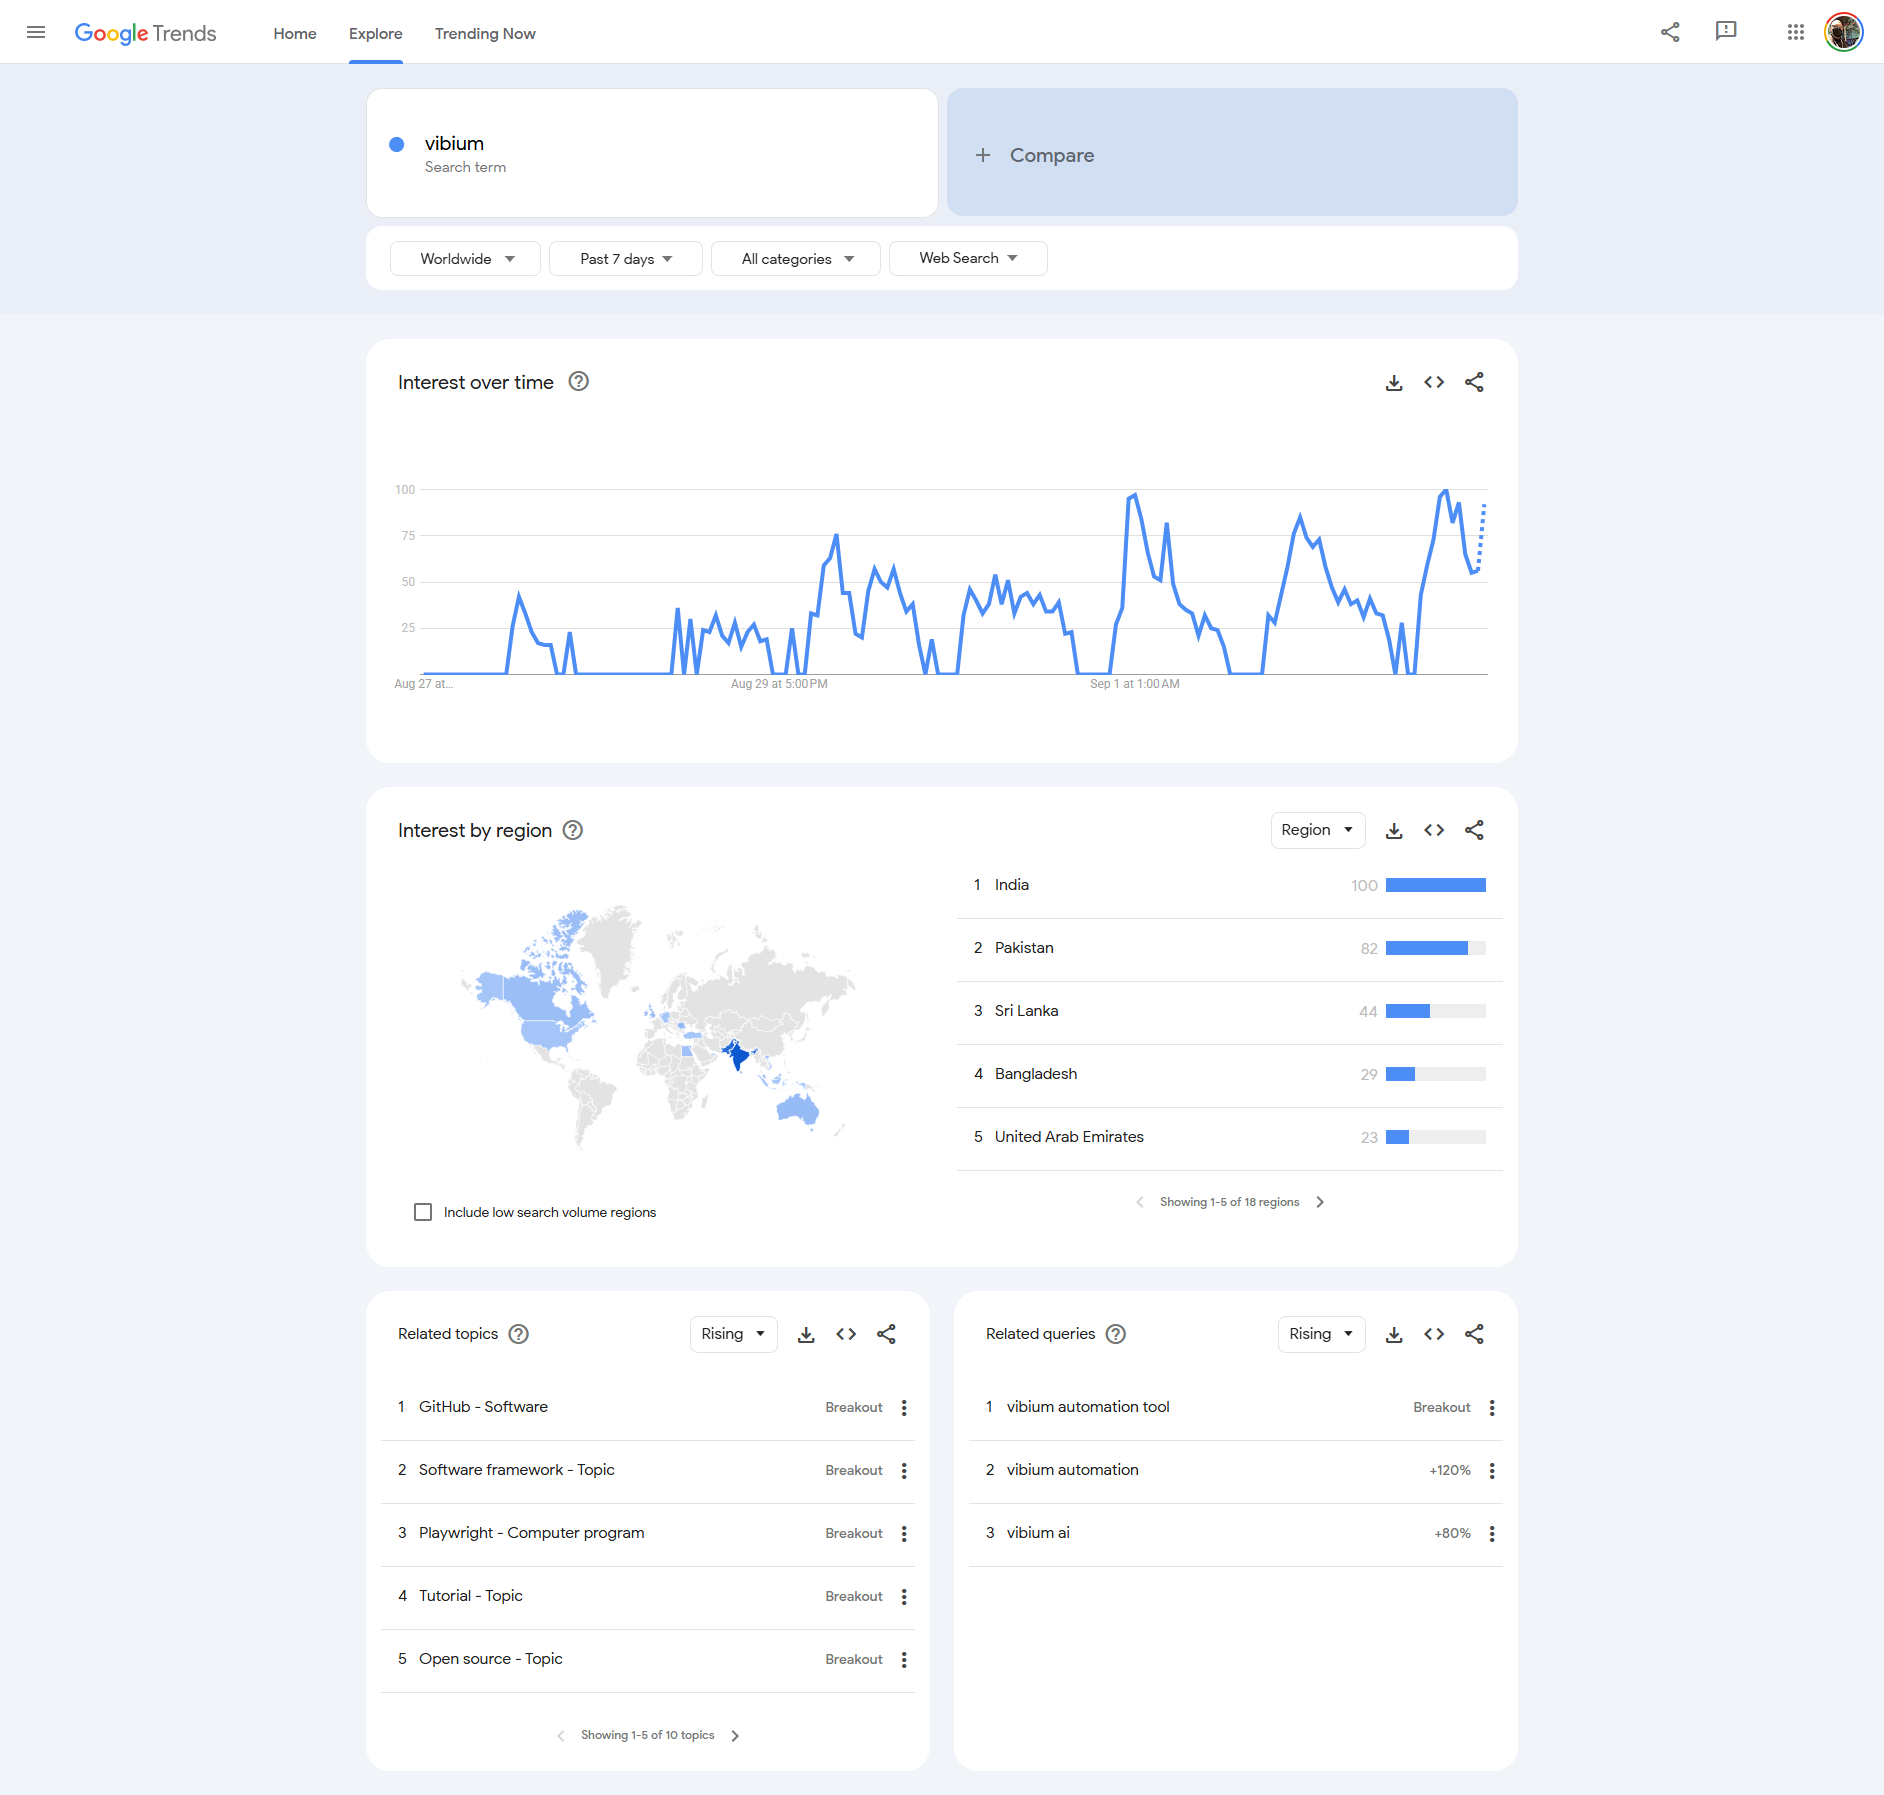 Google Trends
Home
Explore
Trending Now
vibium
Search term
Compare
Worldwide
Past 7 days
All categories
Web Search
Interest over time
100
75
50
25
Aug 27 at...
Aug 29 at 5:00 PM
Sep 1 at 1:00 AM
Interest by region
Region
1 India 100
2 Pakistan 82
3 Sri Lanka 44
4 Bangladesh 29
5 United Arab Emirates 23
Include low search volume regions
Showing 1-5 of 18 regions
Related topics
Rising
1 GitHub - Software Breakout
2 Software framework - Topic Breakout
3 Playwright - Computer program Breakout
4 Tutorial - Topic Breakout
5 Open source - Topic Breakout
Showing 1-5 of 10 topics
Related queries
Rising
1 vibium automation tool Breakout
2 vibium automation +120%
3 vibium ai +80%